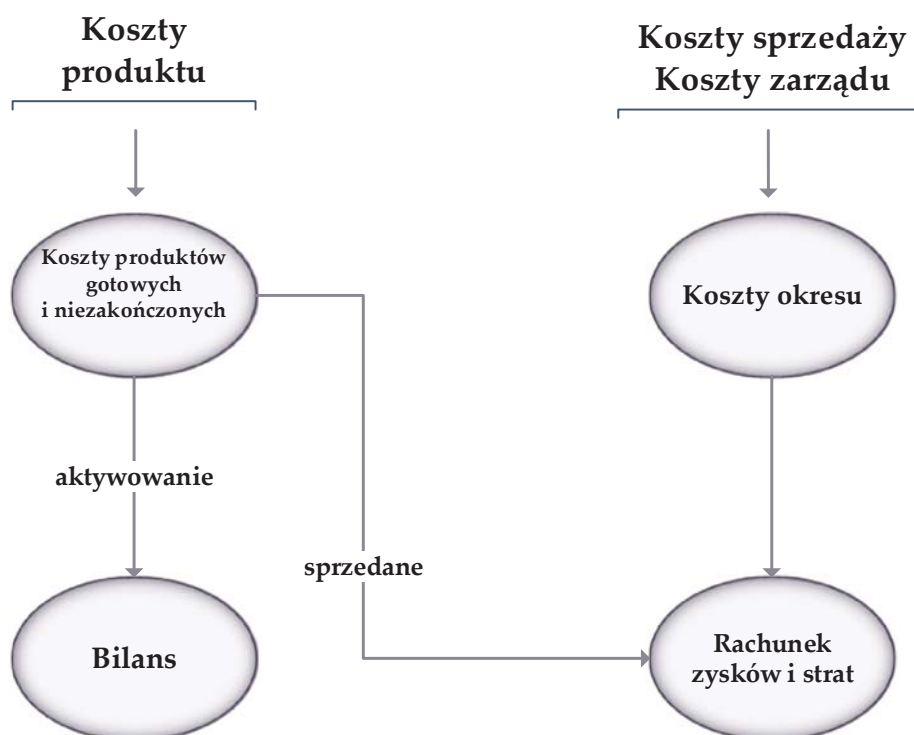 Koszty
produktu
Koszty sprzedaży
Koszty zarządu
Koszty produktów
gotowych
i niezakończonych
Koszty okresu
aktywowanie
sprzedane
Bilans
Rachunek
zysków i strat